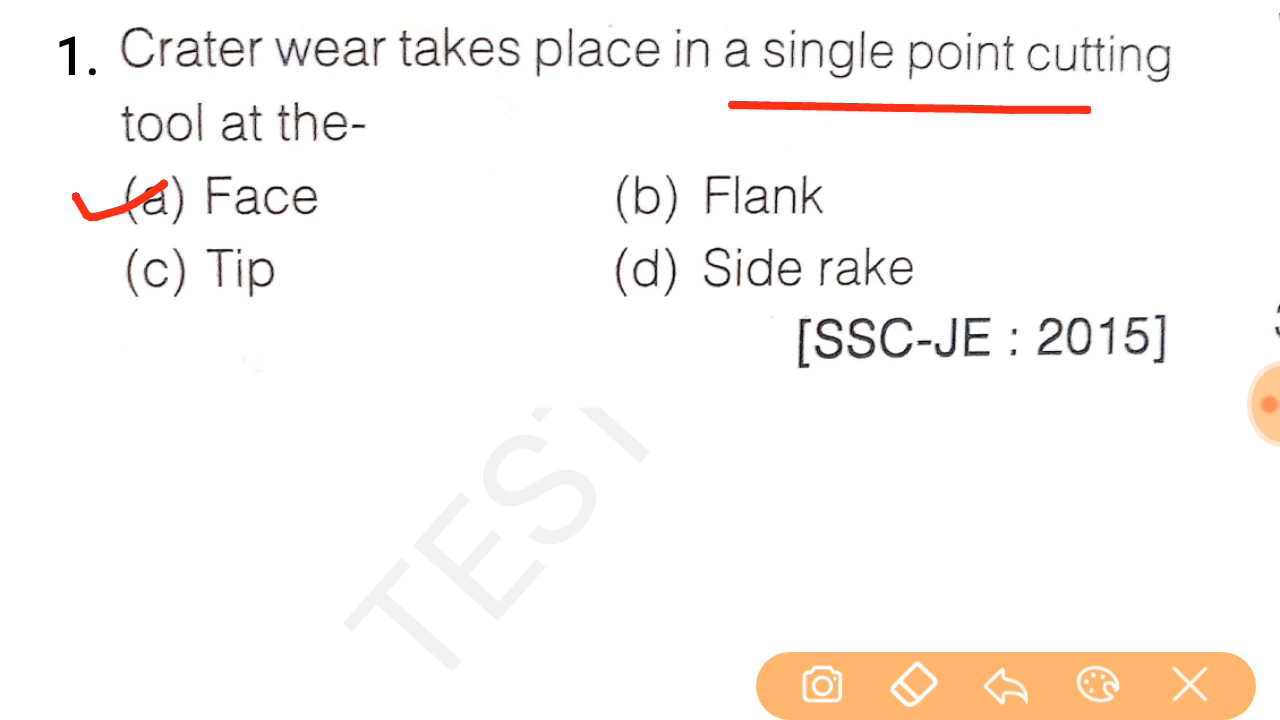 1. Crater wear takes place in a single point cutting
tool at the-
(a) Face (b) Flank
(c) Tip (d) Side rake
[SSC-JE : 2015]
TEST